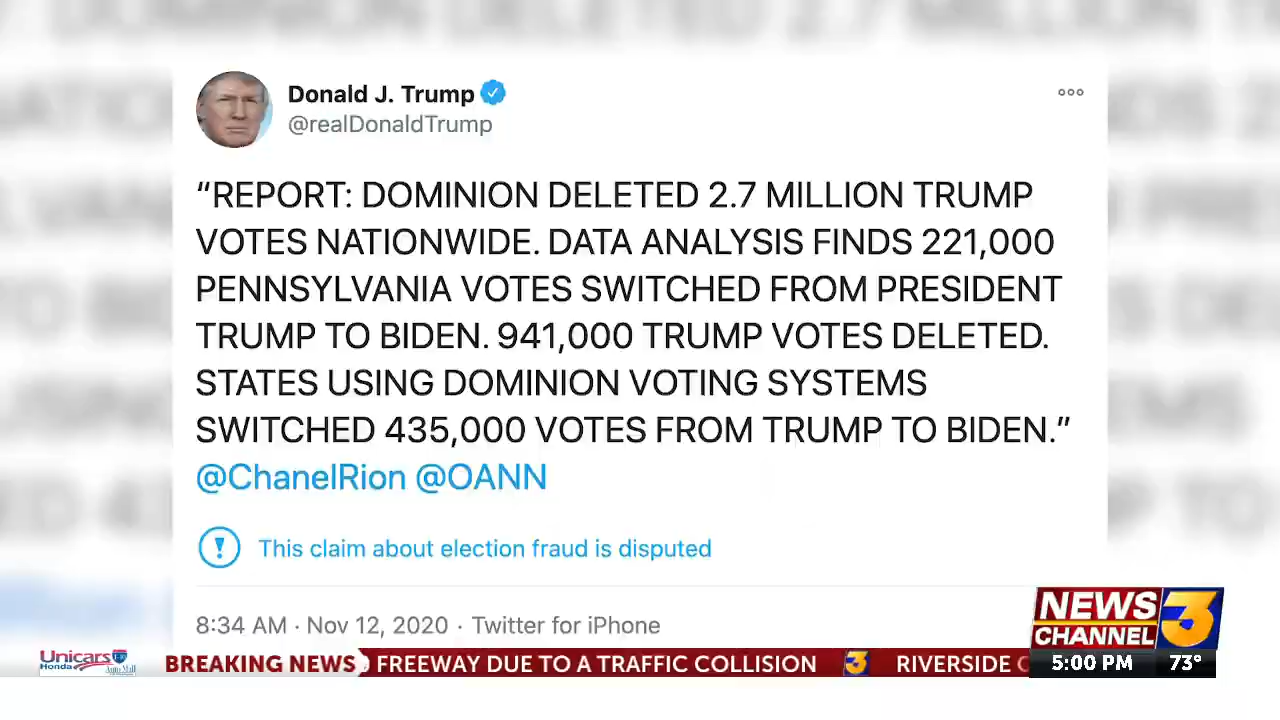 Donald J. Trump
@realDonaldTrump
“REPORT: DOMINION DELETED 2.7 MILLION TRUMP
VOTES NATIONWIDE. DATA ANALYSIS FINDS 221,000
PENNSYLVANIA VOTES SWITCHED FROM PRESIDENT
TRUMP TO BIDEN. 941,000 TRUMP VOTES DELETED.
STATES USING DOMINION VOTING SYSTEMS
SWITCHED 435,000 VOTES FROM TRUMP TO BIDEN.”
@ChanelRion @OANN
This claim about election fraud is disputed
8:34 AM · Nov 12, 2020 · Twitter for iPhone
NEWS
CHANNEL 3
Unicars
Honda
BREAKING NEWS FREEWAY DUE TO A TRAFFIC COLLISION 3 RIVERSIDE
5:00 PM 73°